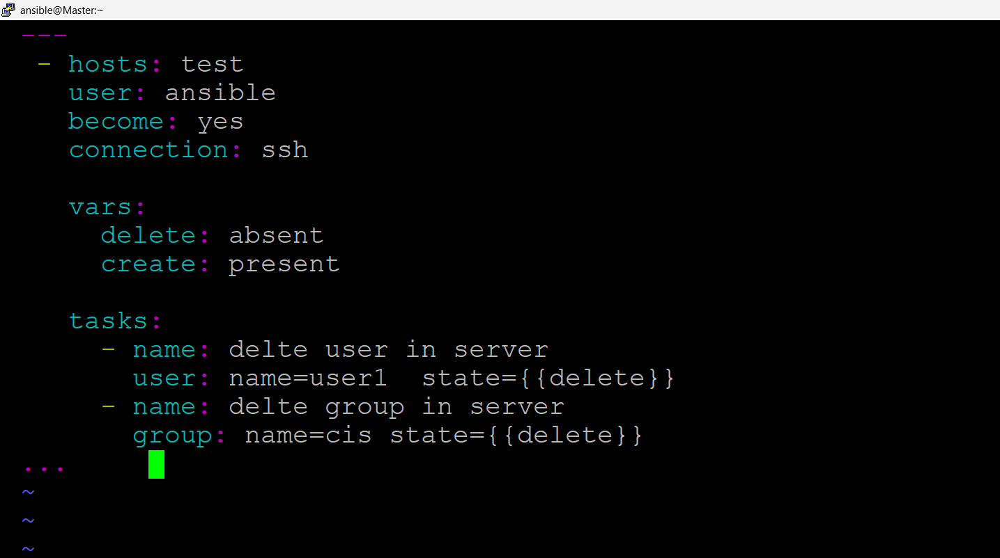 ansible@Master:~
---
 - hosts: test
   user: ansible
   become: yes
   connection: ssh

   vars:
     delete: absent
     create: present

   tasks:
     - name: delte user in server
       user: name=user1  state={{delete}}
     - name: delte group in server
       group: name=cis state={{delete}}
...
~
~
~